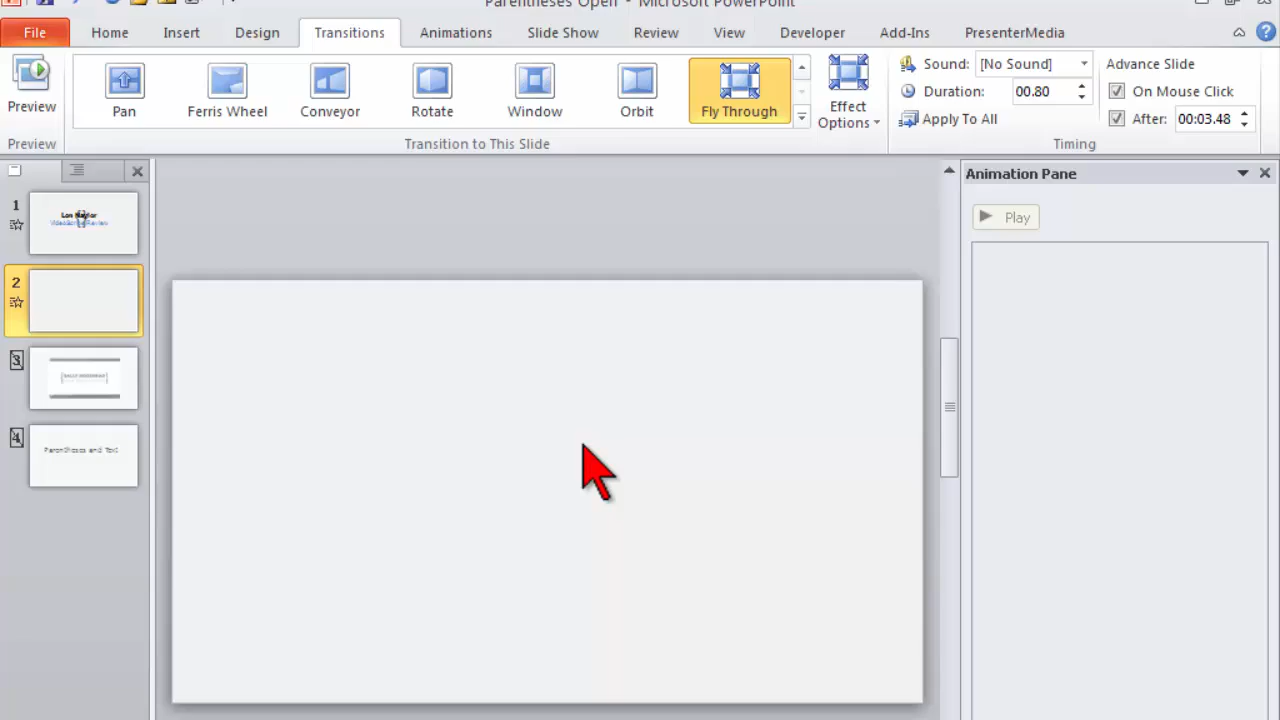 Parentheses Open - Microsoft PowerPoint
File Home Insert Design Transitions Animations Slide Show Review View Developer Add-Ins PresenterMedia
Preview
Pan Ferris Wheel Conveyor Rotate Window Orbit Fly Through
Effect
Options
Sound: [No Sound]
Duration: 00.80
Apply To All
Advance Slide
On Mouse Click
After: 00:03.48
Preview Transition to This Slide Timing
Animation Pane
Play
1
Lon Naylor
2
3
4
Parentheses and Text